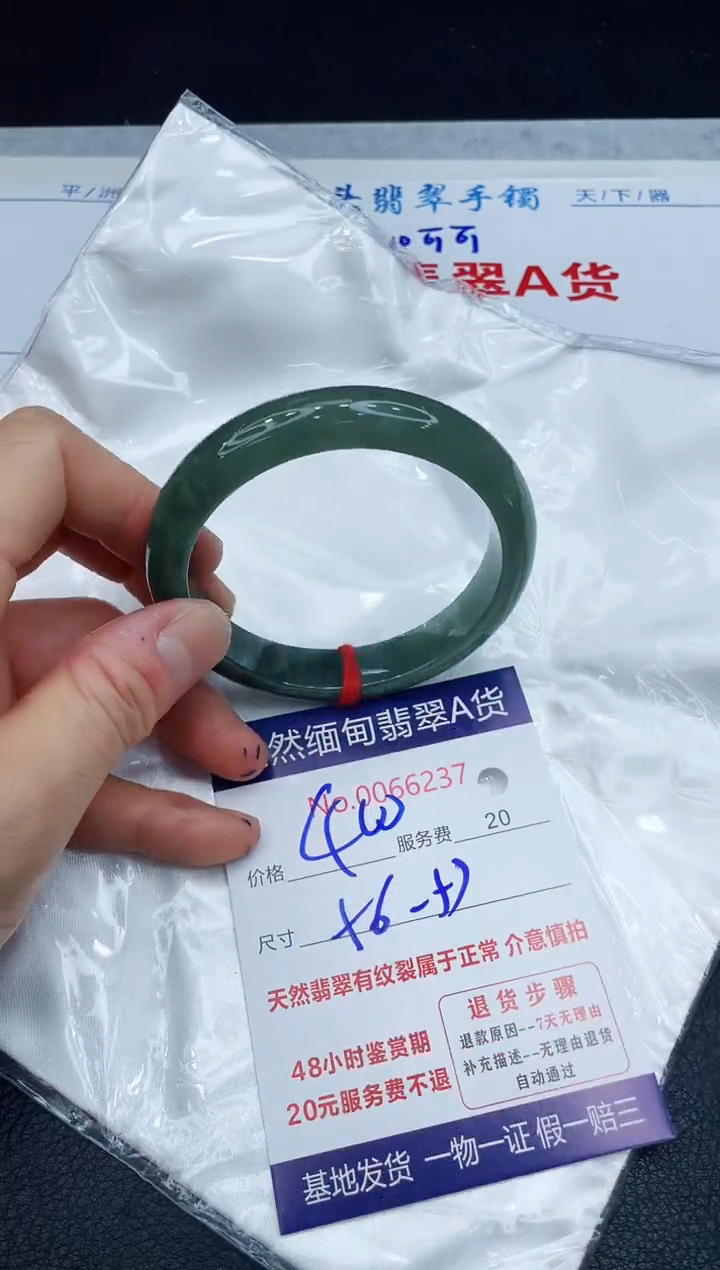 平/洲
头翡翠手镯
天/下/器
翡翠A货
然缅甸翡翠A货
No.0066237
价格 服务费 20
尺寸
天然翡翠有纹裂属于正常 介意慎拍
48小时鉴赏期
20元服务费不退
退货步骤
退款原因--7天无理由
补充描述--无理由退货
自动通过
基地发货 一物一证 假一赔三